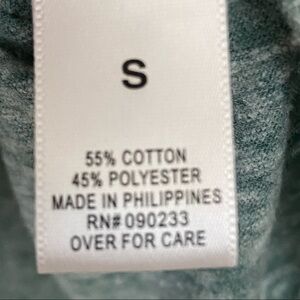 S
55% COTTON
45% POLYESTER
MADE IN PHILIPPINES
RN# 090233
OVER FOR CARE